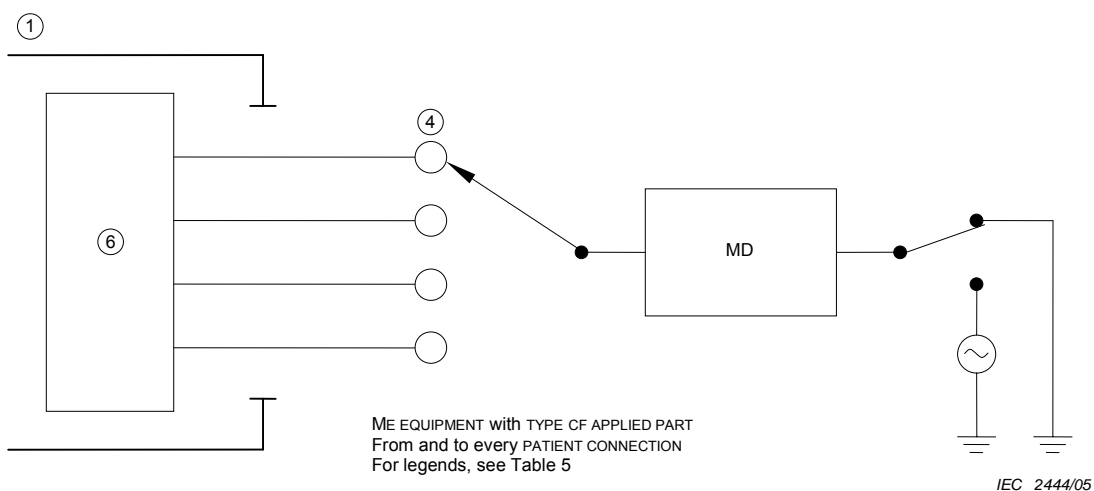 1
4
6
MD
ME EQUIPMENT with TYPE CF APPLIED PART
From and to every PATIENT CONNECTION
For legends, see Table 5
IEC 2444/05